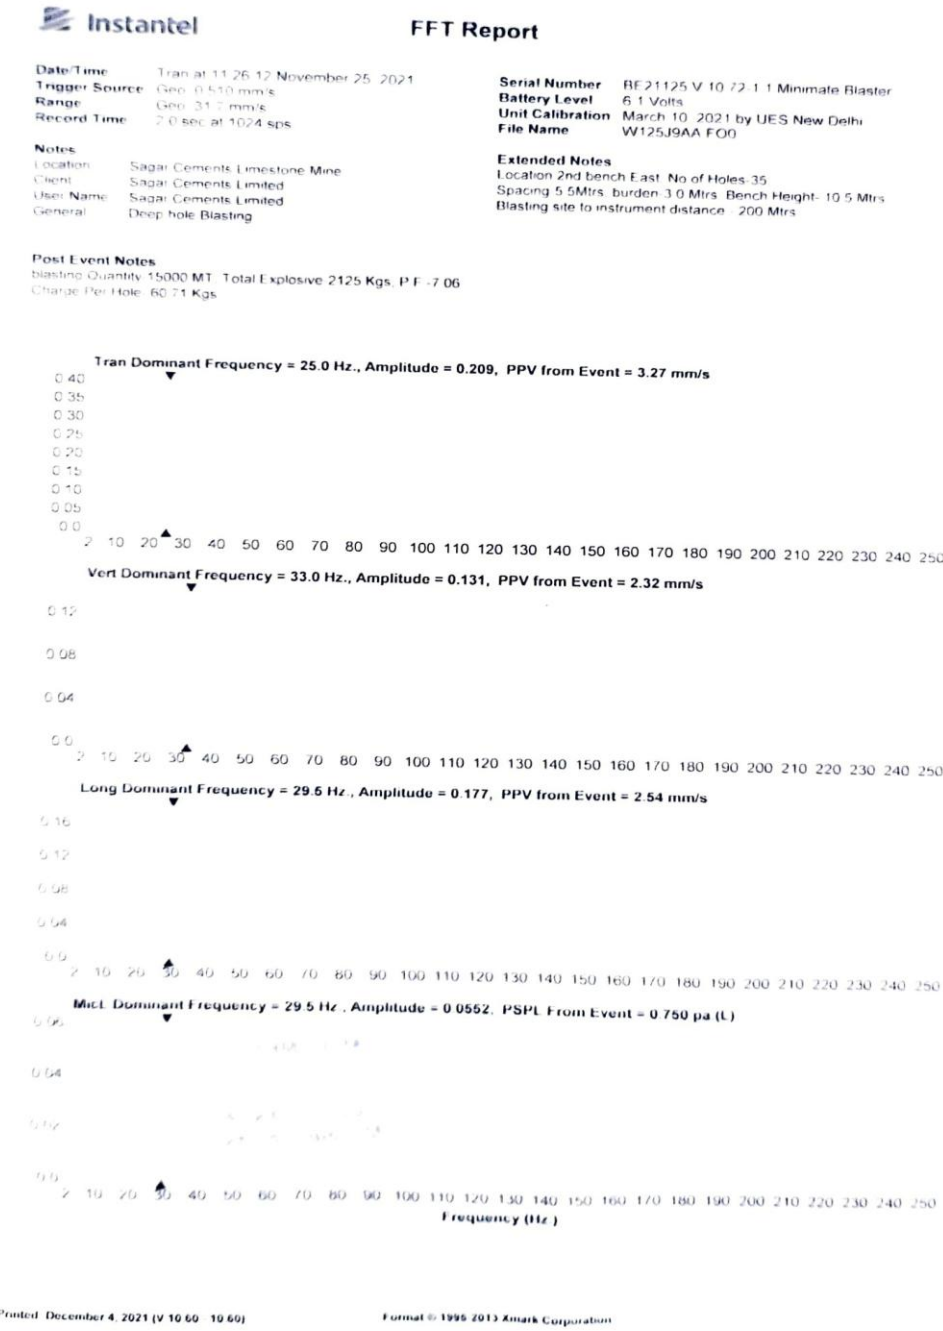 Instantel
FFT Report
Date/Time Tran at 11 26 12 November 25, 2021
Trigger Source Geo 0.510 mm/s
Range Geo 31.7 mm/s
Record Time 2.0 sec at 1024 sps
Serial Number BE21125 V 10.72-1.1 Minimate Blaster
Battery Level 6.1 Volts
Unit Calibration March 10, 2021 by UES New Delhi
File Name W125J9AA.FO0
Notes
Location Sagar Cements Limestone Mine
Client Sagar Cements Limited
User Name Sagar Cements Limited
General Deep hole Blasting
Extended Notes
Location 2nd bench East. No of Holes-35
Spacing 5.5Mtrs. burden-3.0 Mtrs. Bench Height- 10.5 Mtrs
Blasting site to instrument distance - 200 Mtrs
Post Event Notes
blasting Quantity 15000 MT. Total Explosive 2125 Kgs. P.F -7.06
Charge Per Hole 60.71 Kgs
Tran Dominant Frequency = 25.0 Hz., Amplitude = 0.209, PPV from Event = 3.27 mm/s
0.40
0.35
0.30
0.25
0.20
0.15
0.10
0.05
0.0
2 10 20 30 40 50 60 70 80 90 100 110 120 130 140 150 160 170 180 190 200 210 220 230 240 250
Vert Dominant Frequency = 33.0 Hz., Amplitude = 0.131, PPV from Event = 2.32 mm/s
0.12
0.08
0.04
0.0
2 10 20 30 40 50 60 70 80 90 100 110 120 130 140 150 160 170 180 190 200 210 220 230 240 250
Long Dominant Frequency = 29.5 Hz., Amplitude = 0.177, PPV from Event = 2.54 mm/s
0.16
0.12
0.08
0.04
0.0
2 10 20 30 40 50 60 70 80 90 100 110 120 130 140 150 160 170 180 190 200 210 220 230 240 250
MicL Dominant Frequency = 29.5 Hz., Amplitude = 0.0552, PSPL From Event = 0.750 pa.(L)
0.06
0.04
0.02
0.0
2 10 20 30 40 50 60 70 80 90 100 110 120 130 140 150 160 170 180 190 200 210 220 230 240 250
Frequency (Hz.)
Printed: December 4, 2021 (V 10.60 - 10.60)
Format © 1995-2013 Xmark Corporation